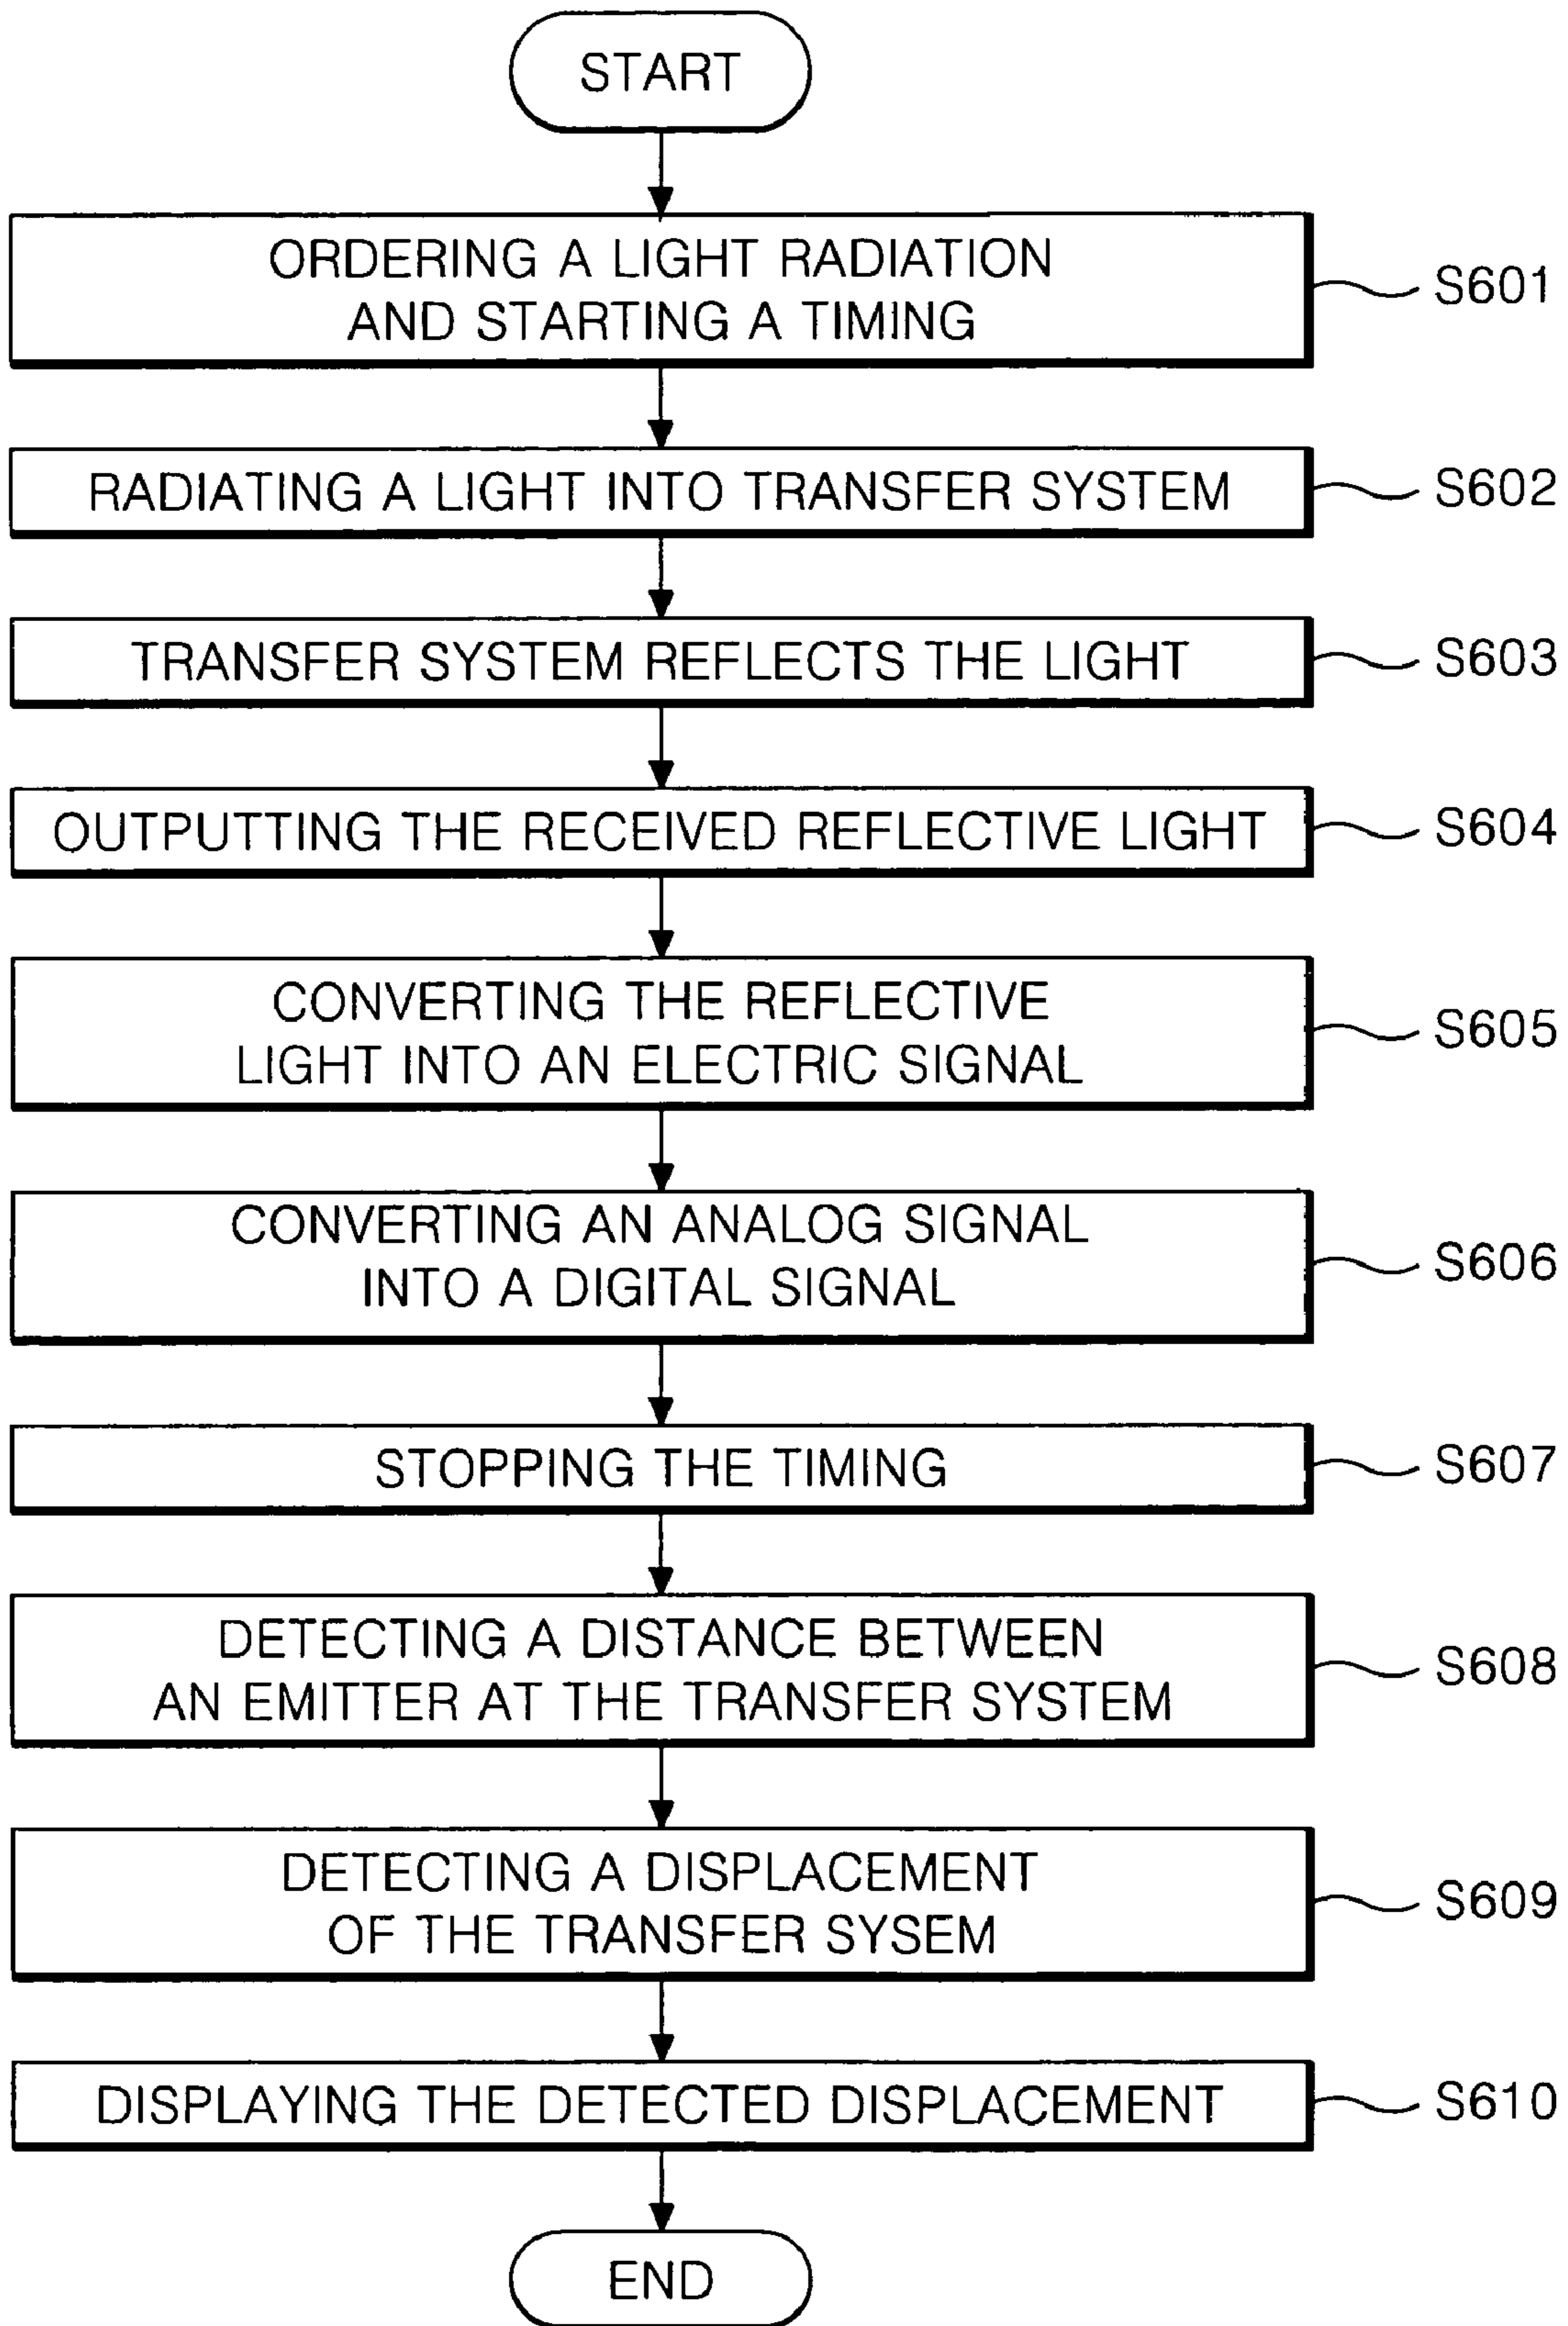 START
ORDERING A LIGHT RADIATION
AND STARTING A TIMING
S601
RADIATING A LIGHT INTO TRANSFER SYSTEM
S602
TRANSFER SYSTEM REFLECTS THE LIGHT
S603
OUTPUTTING THE RECEIVED REFLECTIVE LIGHT
S604
CONVERTING THE REFLECTIVE
LIGHT INTO AN ELECTRIC SIGNAL
S605
CONVERTING AN ANALOG SIGNAL
INTO A DIGITAL SIGNAL
S606
STOPPING THE TIMING
S607
DETECTING A DISTANCE BETWEEN
AN EMITTER AT THE TRANSFER SYSTEM
S608
DETECTING A DISPLACEMENT
OF THE TRANSFER SYSEM
S609
DISPLAYING THE DETECTED DISPLACEMENT
S610
END